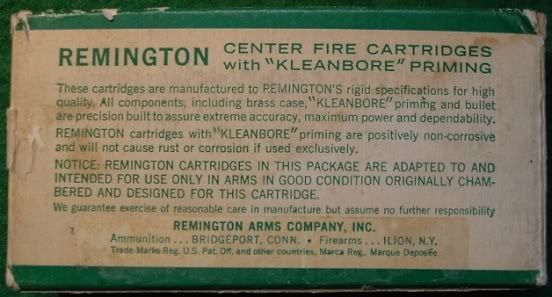 REMINGTON CENTER FIRE CARTRIDGES
with "KLEANBORE" PRIMING
These cartridges are manufactured to REMINGTON'S rigid specifications for high
quality. All components, including brass case, "KLEANBORE" priming and bullet
are precision built to assure extreme accuracy, maximum power and dependability.
REMINGTON cartridges with "KLEANBORE" priming are positively non-corrosive
and will not cause rust or corrosion if used exclusively.
NOTICE: REMINGTON CARTRIDGES IN THIS PACKAGE ARE ADAPTED TO AND
INTENDED FOR USE ONLY IN ARMS IN GOOD CONDITION ORIGINALLY CHAM-
BERED AND DESIGNED FOR THIS CARTRIDGE.
We guarantee exercise of reasonable care in manufacture but assume no further responsibility
REMINGTON ARMS COMPANY, INC.
Ammunition... BRIDGEPORT, CONN. • Firearms... ILION, N.Y.
Trade-Marks Reg. U.S. Pat. Off. and other countries, Marca Reg., Marque Deposée